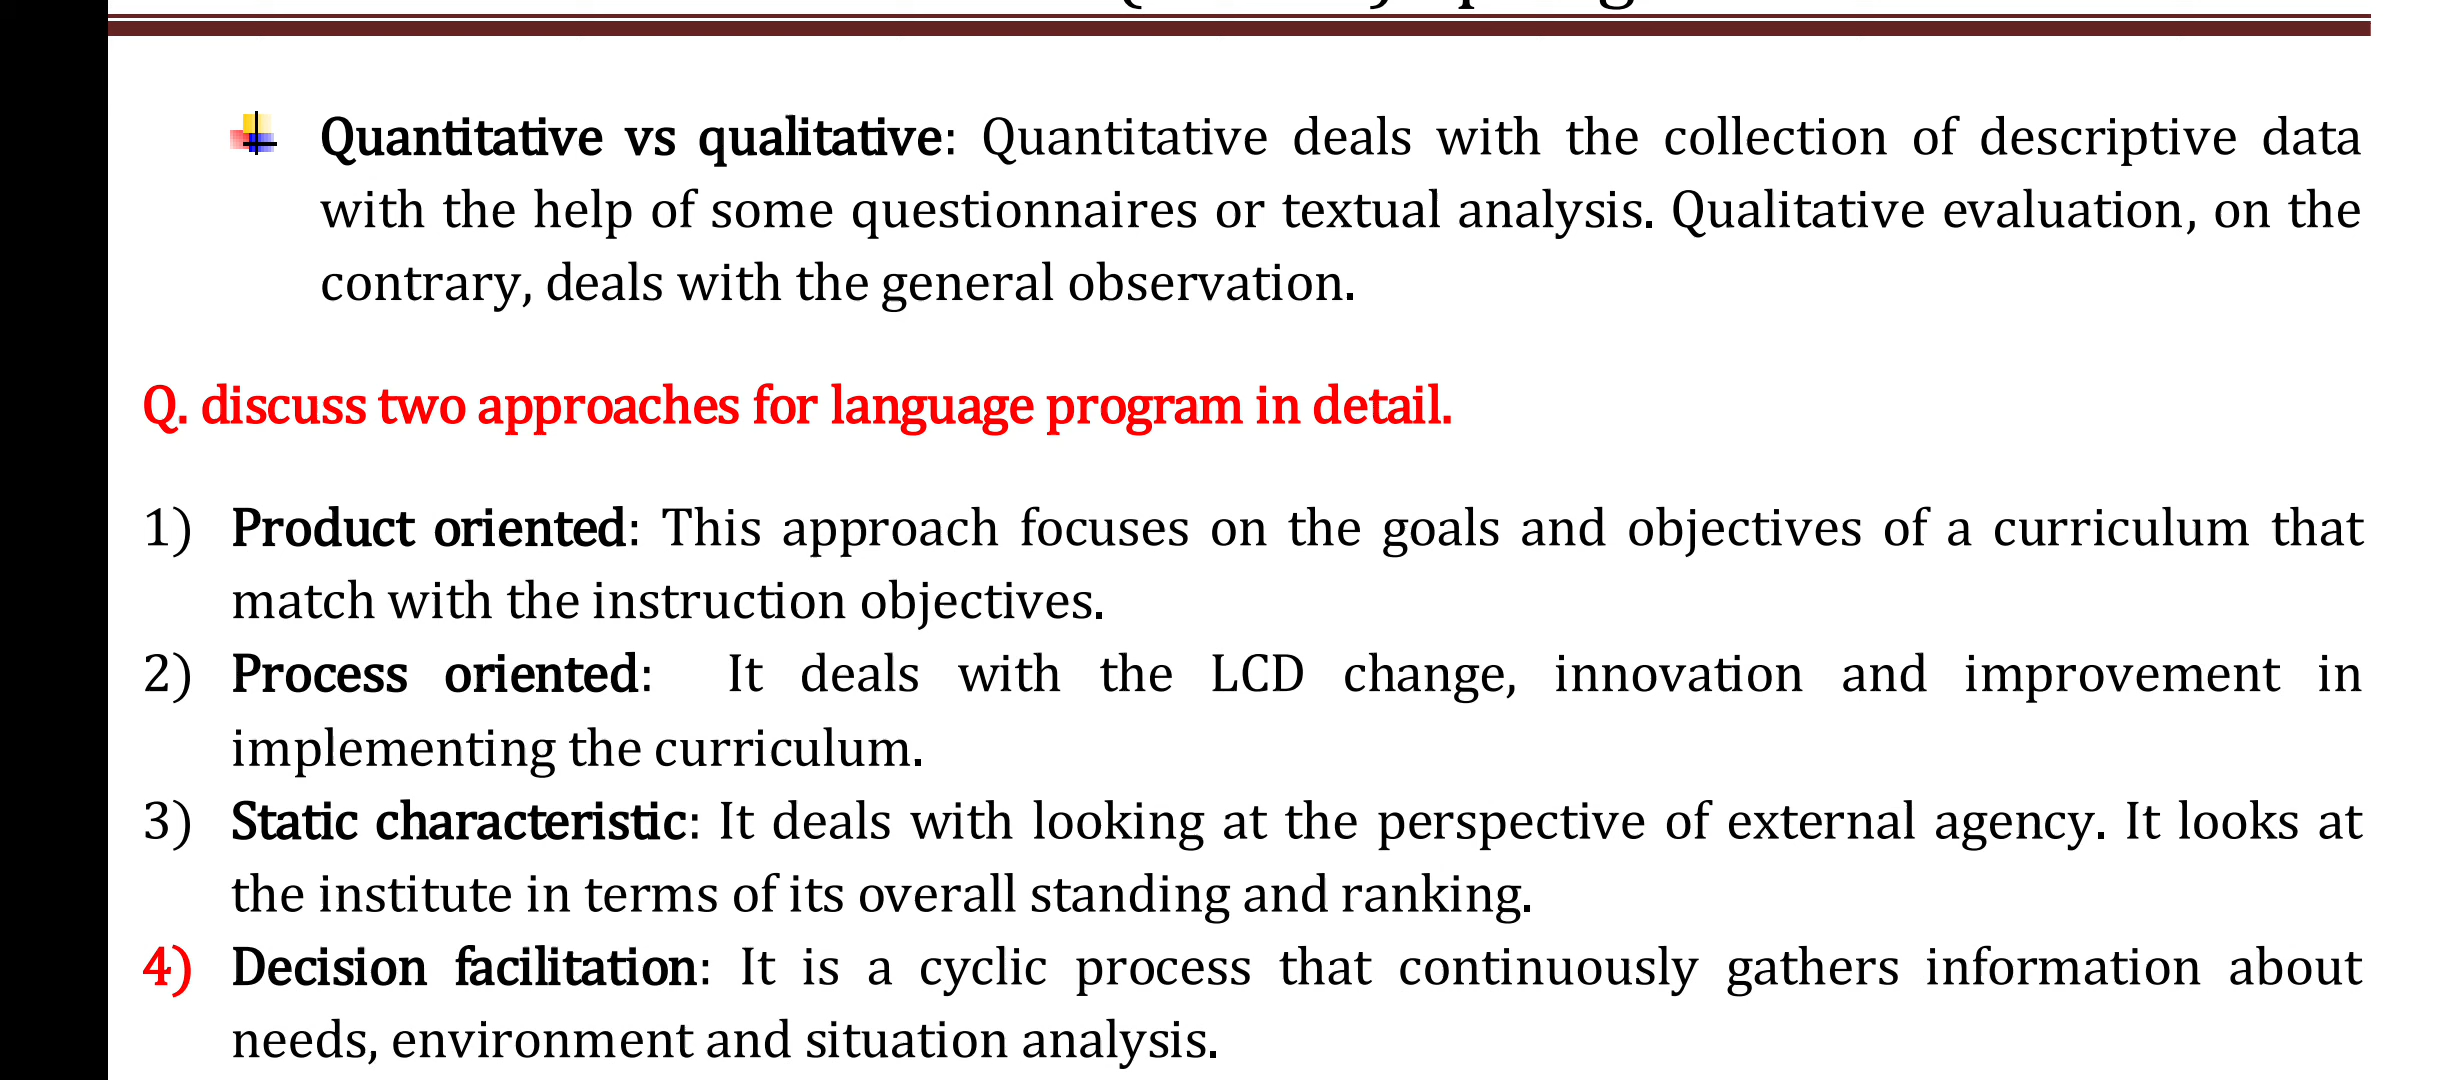 Quantitative vs qualitative: Quantitative deals with the collection of descriptive data
with the help of some questionnaires or textual analysis. Qualitative evaluation, on the
contrary, deals with the general observation.
Q. discuss two approaches for language program in detail.
1) Product oriented: This approach focuses on the goals and objectives of a curriculum that
match with the instruction objectives.
2) Process oriented: It deals with the LCD change, innovation and improvement in
implementing the curriculum.
3) Static characteristic: It deals with looking at the perspective of external agency. It looks at
the institute in terms of its overall standing and ranking.
4) Decision facilitation: It is a cyclic process that continuously gathers information about
needs, environment and situation analysis.